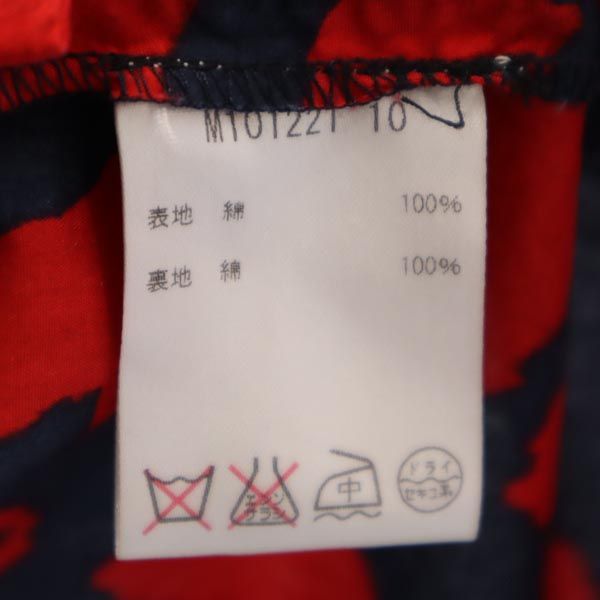 M101221 10
表地 綿 100%
裏地 綿 100%
エンソ
サラシ
中
ドライ
セキユ系